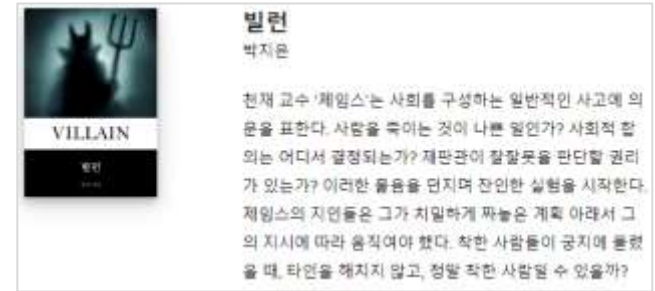 빌런
박지은
천재 교수 '제임스'는 사회를 구성하는 일반적인 사고에 의
문을 표한다. 사람을 죽이는 것이 나쁜 일인가? 사회적 합
의는 어디서 결정되는가? 재판관이 잘잘못을 판단할 권리
가 있는가? 이러한 물음을 던지며 잔인한 실험을 시작한다.
제임스의 지인들은 그가 치밀하게 짜놓은 계획 아래서 그
의 지시에 따라 움직여야 했다. 착한 사람들이 궁지에 몰렸
을 때, 타인을 해치지 않고, 정말 착한 사람일 수 있을까?
VILLAIN
빌런